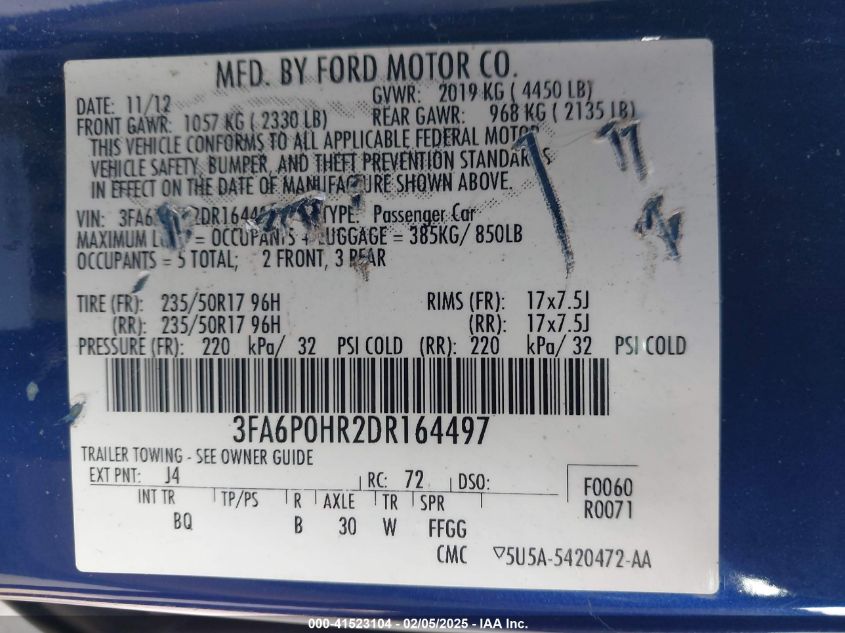 MFD. BY FORD MOTOR CO.
DATE: 11/12 GVWR: 2019 KG ( 4450 LB)
FRONT GAWR: 1057 KG ( 2330 LB) REAR GAWR: 968 KG ( 2135 LB)
THIS VEHICLE CONFORMS TO ALL APPLICABLE FEDERAL MOTOR
VEHICLE SAFETY, BUMPER, AND THEFT PREVENTION STANDARDS
IN EFFECT ON THE DATE OF MANUFACTURE SHOWN ABOVE.
VIN: TYPE: Passenger Car
MAXIMUM = OCCUPANTS + LUGGAGE = 385KG/ 850LB
OCCUPANTS = 5 TOTAL; 2 FRONT, 3 REAR
TIRE (FR): 235/50R17 96H RIMS (FR): 17x7.5J
(RR): 235/50R17 96H (RR): 17x7.5J
PRESSURE (FR): 220 kPa/ 32 PSI COLD (RR): 220 kPa/ 32 PSI COLD
3FA6P0HR2DR164497
TRAILER TOWING - SEE OWNER GUIDE
EXT PNT: J4 RC: 72 DSO: F0060
INT TR TP/PS R AXLE TR SPR R0071
BQ B 30 W FFGG
CMC ▽5U5A-5420472-AA
000-41523104 - 02/05/2025 - IAA Inc.